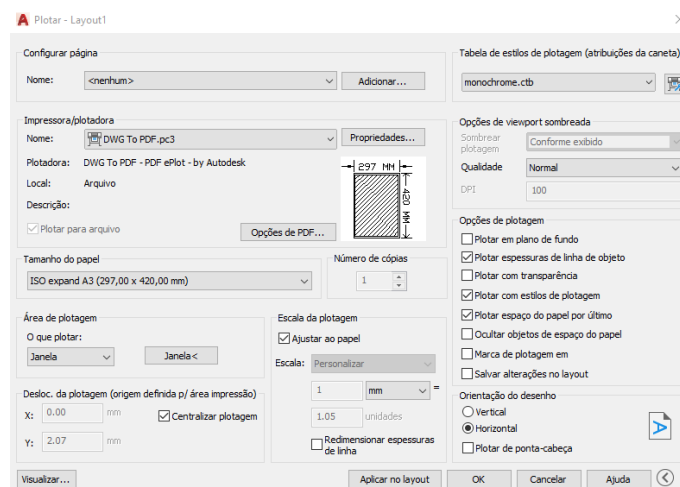 Plotar - Layout1
Configurar página
Nome: <nenhum> Adicionar...
Tabela de estilos de plotagem (atribuições da caneta)
monochrome.ctb
Impressora/plotadora
Nome: DWG To PDF.pc3 Propriedades...
Plotadora: DWG To PDF - PDF ePlot - by Autodesk
Local: Arquivo
Descrição:
Plotar para arquivo Opções de PDF...
297 MM
420 MM
Opções de viewport sombreada
Sombrear plotagem Conforme exibido
Qualidade Normal
DPI 100
Tamanho do papel
ISO expand A3 (297,00 x 420,00 mm)
Número de cópias
1
Opções de plotagem
Plotar em plano de fundo
Plotar espessuras de linha de objeto
Plotar com transparência
Plotar com estilos de plotagem
Plotar espaço do papel por último
Ocultar objetos de espaço do papel
Marca de plotagem em
Salvar alterações no layout
Área de plotagem
O que plotar:
Janela Janela<
Escala da plotagem
Ajustar ao papel
Escala: Personalizar
1 mm =
1.05 unidades
Redimensionar espessuras
de linha
Desloc. da plotagem (origem definida p/ área impressão)
X: 0.00 mm Centralizar plotagem
Y: 2.07 mm
Orientação do desenho
Vertical
Horizontal
Plotar de ponta-cabeça
A
Visualizar... Aplicar no layout OK Cancelar Ajuda